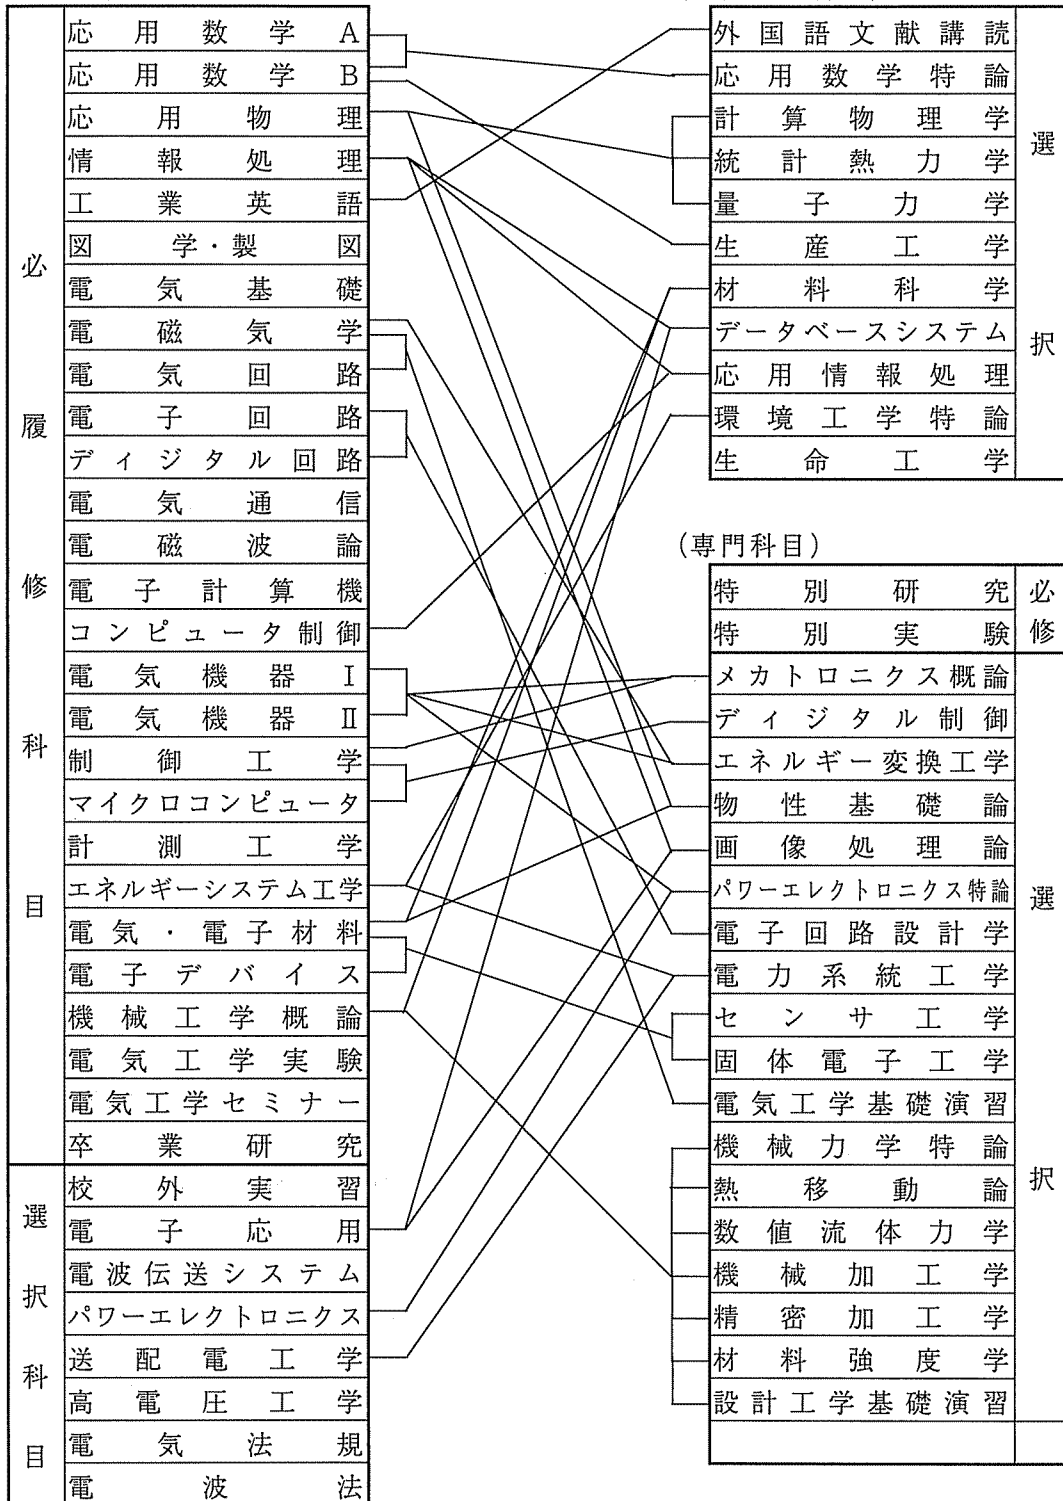 必履修科目
応用数学A
応用数学B
応用物理
情報処理
工業英語
図学・製図
電気基礎
電磁気学
電気回路
電子回路
ディジタル回路
電気通信
電磁波論
電子計算機
コンピュータ制御
電気機器Ⅰ
電気機器Ⅱ
制御工学
マイクロコンピュータ
計測工学
エネルギーシステム工学
電気・電子材料
電子デバイス
機械工学概論
電気工学実験
電気工学セミナー
卒業研究
選択科目
校外実習
電子応用
電波伝送システム
パワーエレクトロニクス
送配電工学
高電圧工学
電気法規
電波法
外国語文献講読
応用数学特論
計算物理学
統計熱力学
量子力学
生産工学
材料科学
データベースシステム
応用情報処理
環境工学特論
生命工学
選択
(専門科目)
特別研究
特別実験
必修
メカトロニクス概論
ディジタル制御
エネルギー変換工学
物性基礎論
画像処理論
パワーエレクトロニクス特論
電子回路設計学
電力系統工学
センサ工学
固体電子工学
電気工学基礎演習
機械力学特論
熱移動論
数値流体力学
機械加工学
精密加工学
材料強度学
設計工学基礎演習
選択